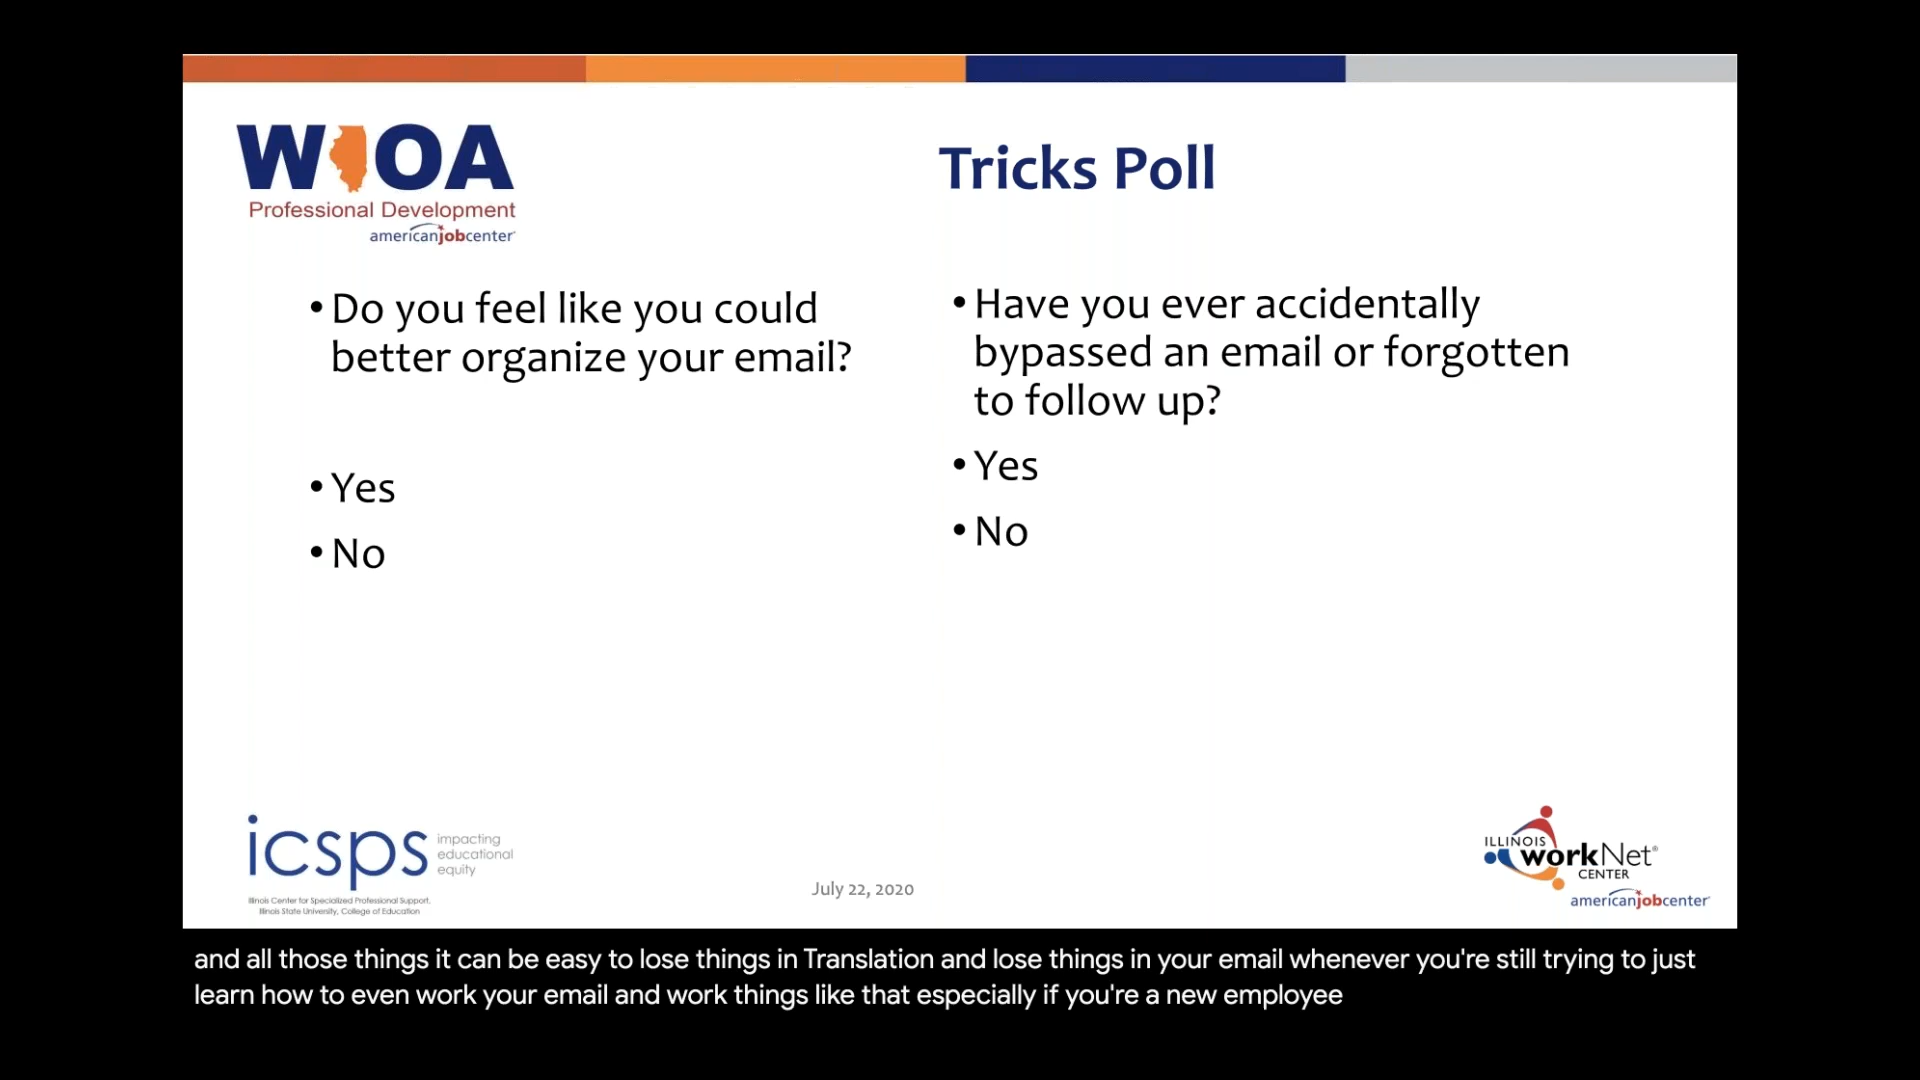 WIOA
Professional Development
americanjobcenter
Tricks Poll
• Do you feel like you could
better organize your email?
• Yes
• No
• Have you ever accidentally
bypassed an email or forgotten
to follow up?
• Yes
• No
icsps
impacting
educational
equity
Illinois Center for Specialized Professional Support.
Illinois State University, College of Education
July 22, 2020
ILLINOIS
workNet®
CENTER
americanjobcenter
and all those things it can be easy to lose things in Translation and lose things in your email whenever you're still trying to just
learn how to even work your email and work things like that especially if you're a new employee